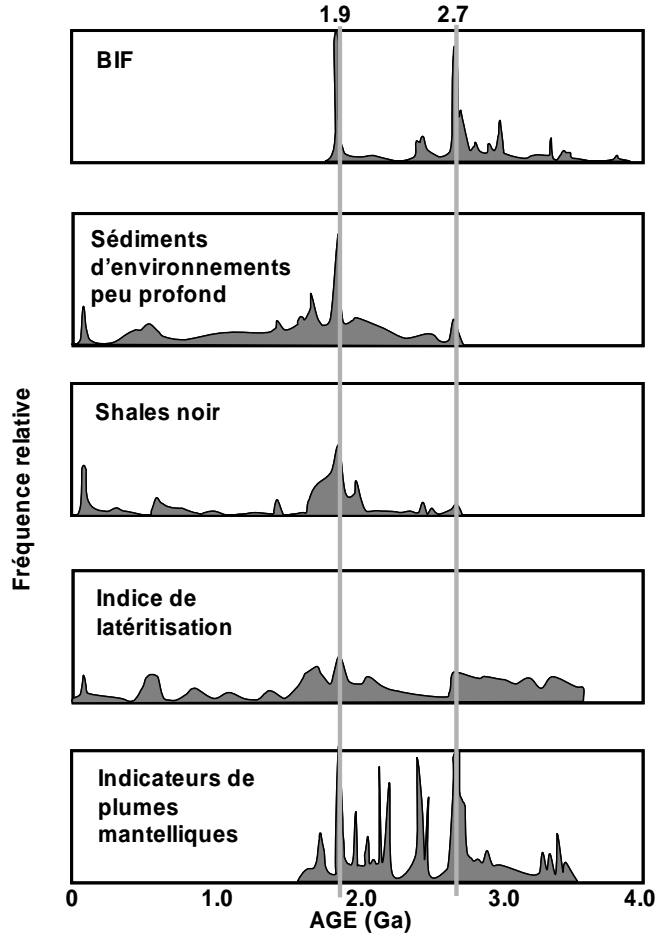 1.9 2.7
BIF
Sédiments
d'environnements
peu profond
Shales noir
Indice de
latéritisation
Indicateurs de
plumes
mantelliques
Fréquence relative
0 1.0 2.0 3.0 4.0
AGE (Ga)